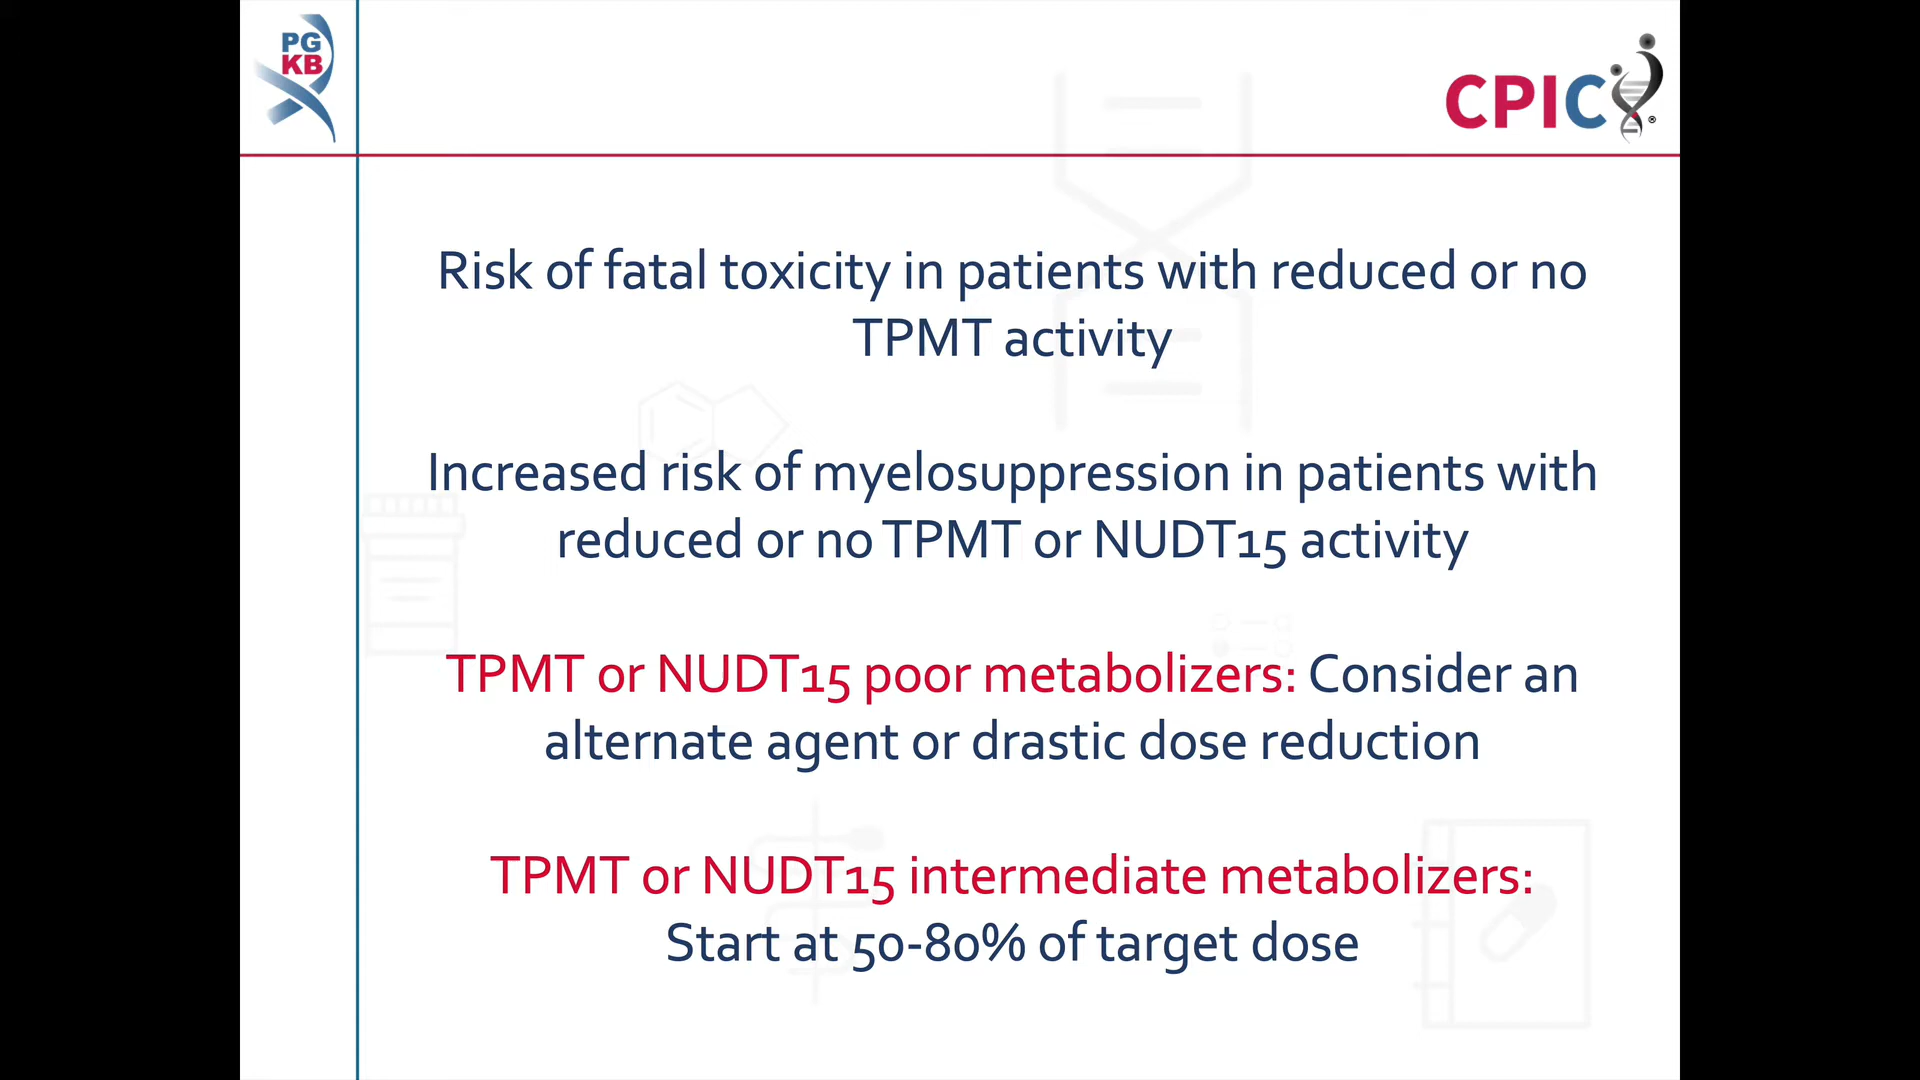 PG
KB
CPIC®
Risk of fatal toxicity in patients with reduced or no
TPMT activity
Increased risk of myelosuppression in patients with
reduced or no TPMT or NUDT15 activity
TPMT or NUDT15 poor metabolizers: Consider an
alternate agent or drastic dose reduction
TPMT or NUDT15 intermediate metabolizers:
Start at 50-80% of target dose